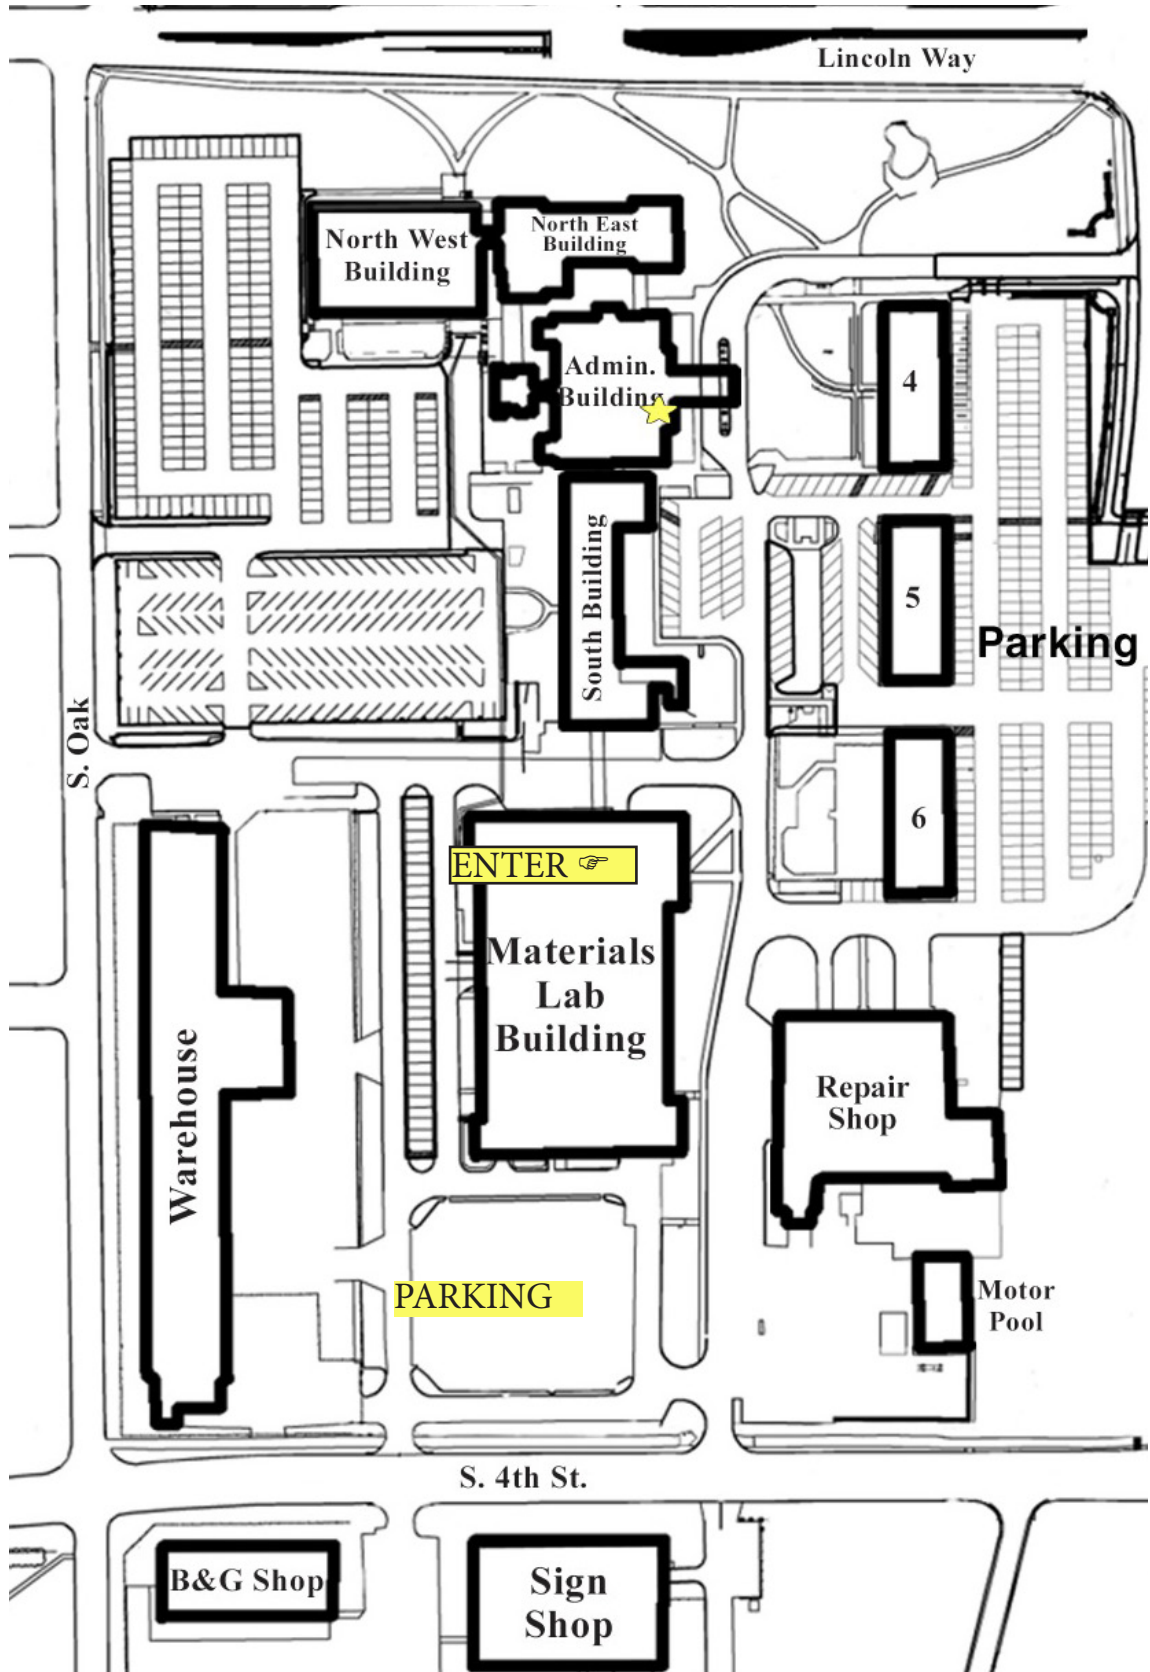 Lincoln Way
North West
Building
North East
Building
Admin.
Building
4
South Building
5
Parking
S. Oak
6
ENTER ☞
Materials
Lab
Building
Warehouse
Repair
Shop
PARKING
Motor
Pool
S. 4th St.
B&G Shop
Sign
Shop